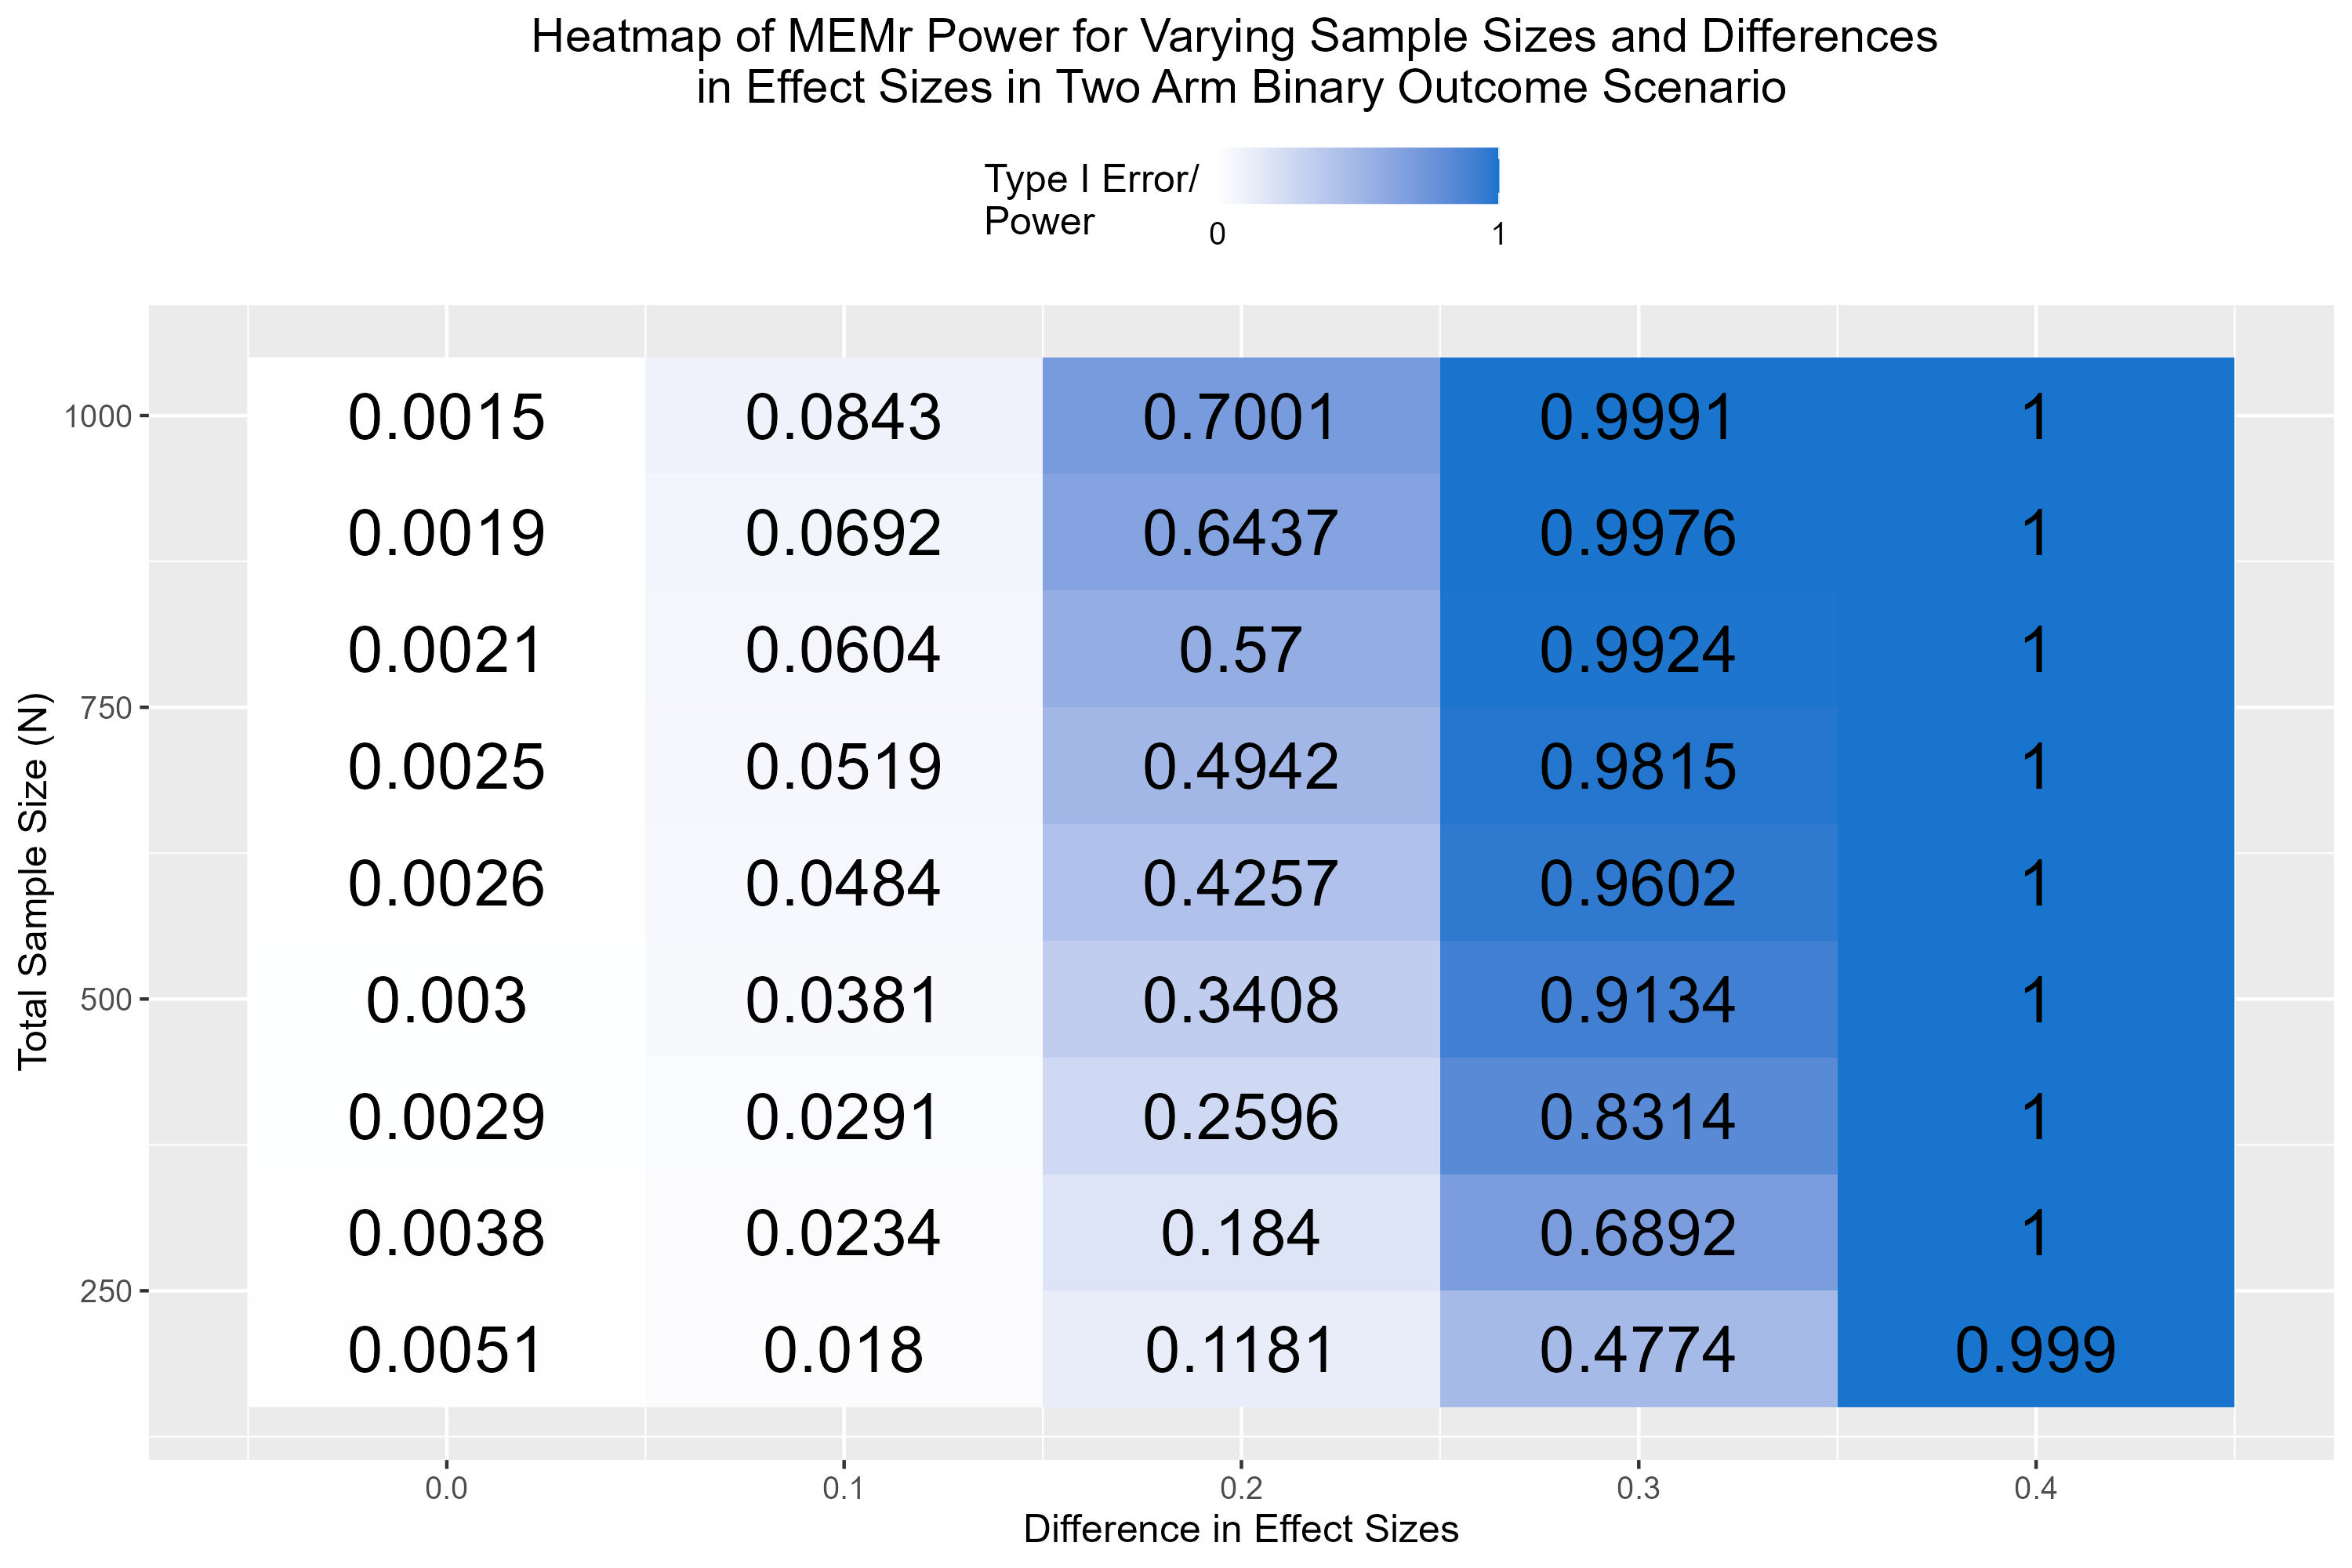 Heatmap of MEMr Power for Varying Sample Sizes and Differences
in Effect Sizes in Two Arm Binary Outcome Scenario
Type I Error/
Power
0 1
Total Sample Size (N)
1000 0.0015 0.0843 0.7001 0.9991 1
0.0019 0.0692 0.6437 0.9976 1
0.0021 0.0604 0.57 0.9924 1
750
0.0025 0.0519 0.4942 0.9815 1
0.0026 0.0484 0.4257 0.9602 1
500 0.003 0.0381 0.3408 0.9134 1
0.0029 0.0291 0.2596 0.8314 1
0.0038 0.0234 0.184 0.6892 1
250
0.0051 0.018 0.1181 0.4774 0.999
0.0 0.1 0.2 0.3 0.4
Difference in Effect Sizes